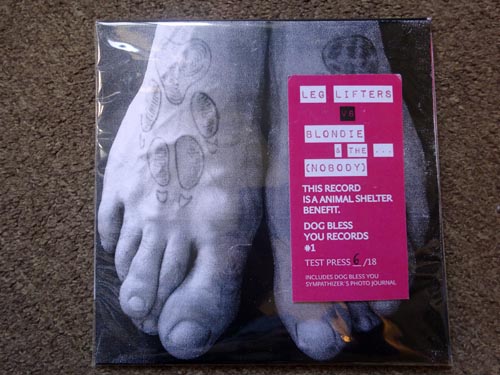 LEG LIFTERS
VS
BLONDIE
& THE ...
(NOBODY)
THIS RECORD
IS A ANIMAL SHELTER
BENEFIT.
DOG BLESS
YOU RECORDS
#1
TEST PRESS 6 /18
INCLUDES DOG BLESS YOU
SYMPATHIZER'S PHOTO JOURNAL